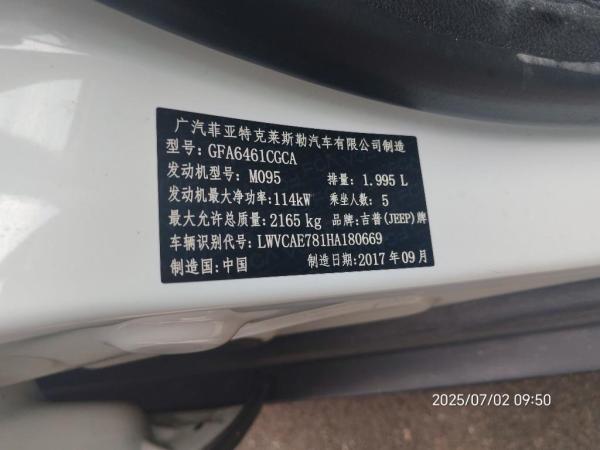 广汽菲亚特克莱斯勒汽车有限公司制造
型号: GFA6461CGCA
发动机型号: M095 排量: 1.995 L
发动机最大净功率: 114kW 乘坐人数: 5
最大允许总质量: 2165 kg 品牌: 吉普(JEEP)牌
车辆识别代号: LWVCAE781HA180669
制造国: 中国 制造日期: 2017 年 09 月
2025/07/02 09:50